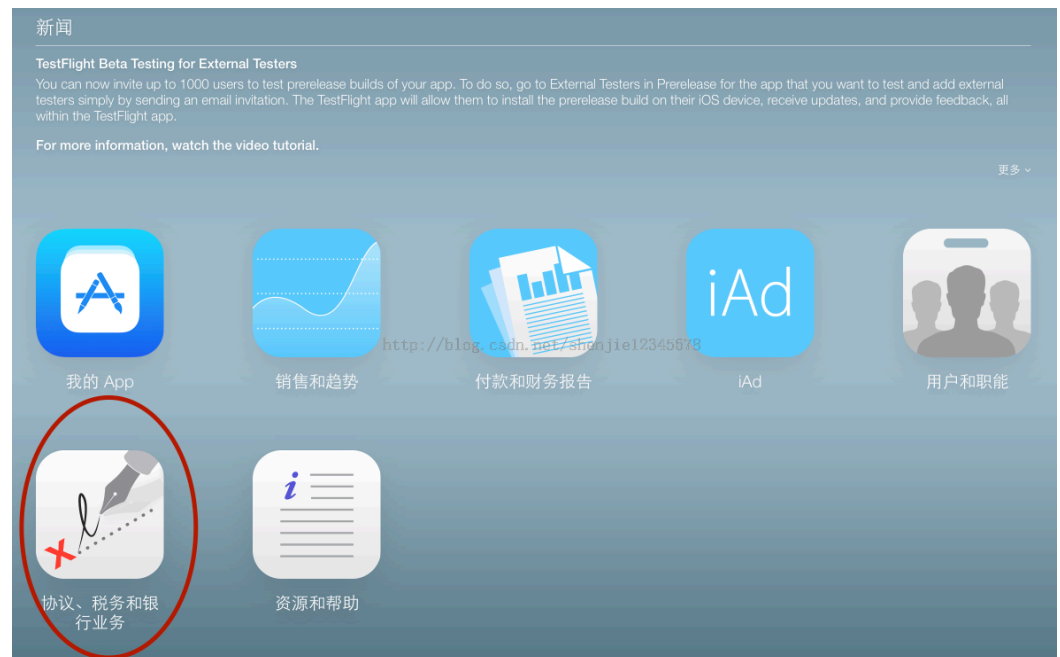 新闻
TestFlight Beta Testing for External Testers
You can now invite up to 1000 users to test prerelease builds of your app. To do so, go to External Testers in Prerelease for the app that you want to test and add external
testers simply by sending an email invitation. The TestFlight app will allow them to install the prerelease build on their iOS device, receive updates, and provide feedback, all
within the TestFlight app.
For more information, watch the video tutorial.
更多
iAd
http://blog.csdn.net/shenjie12345678
我的 App
销售和趋势
付款和财务报告
iAd
用户和职能
i
协议、税务和银
行业务
资源和帮助